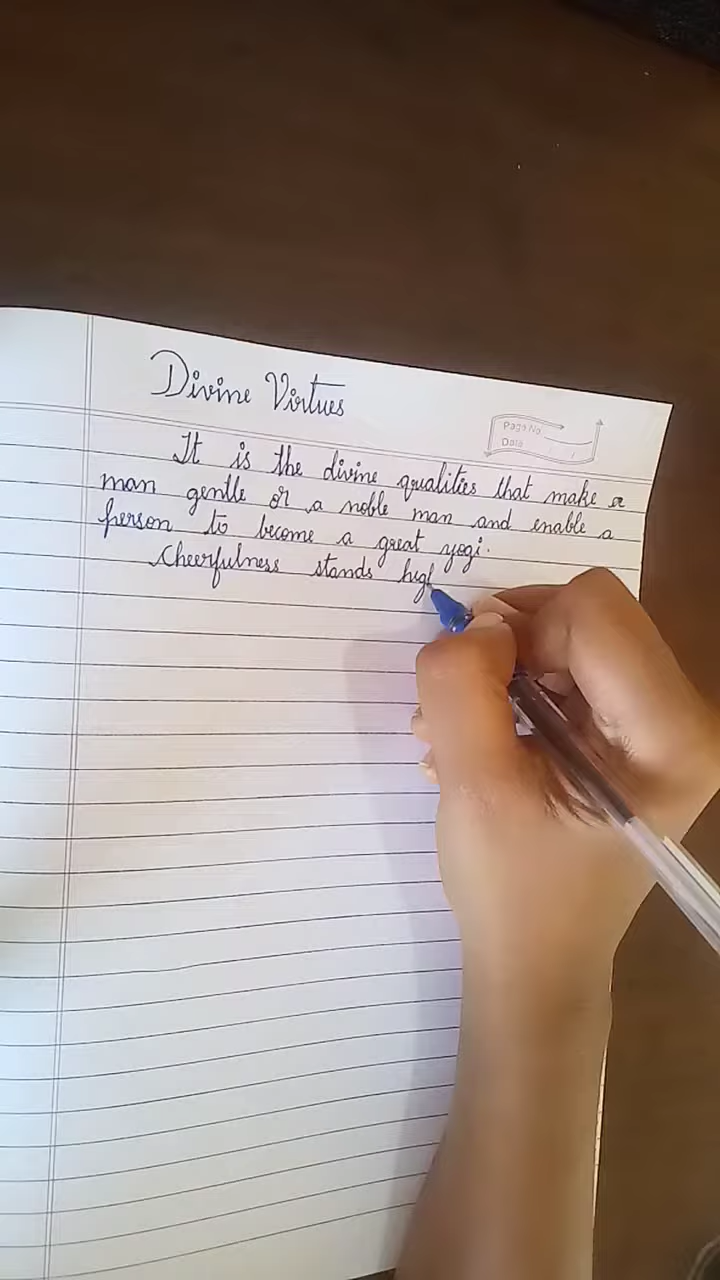 Divine Virtues
Page No.
Date
It is the divine qualities that make a
man gentle or a noble man and enable a
person to become a great yogi.
Cheerfulness stands high